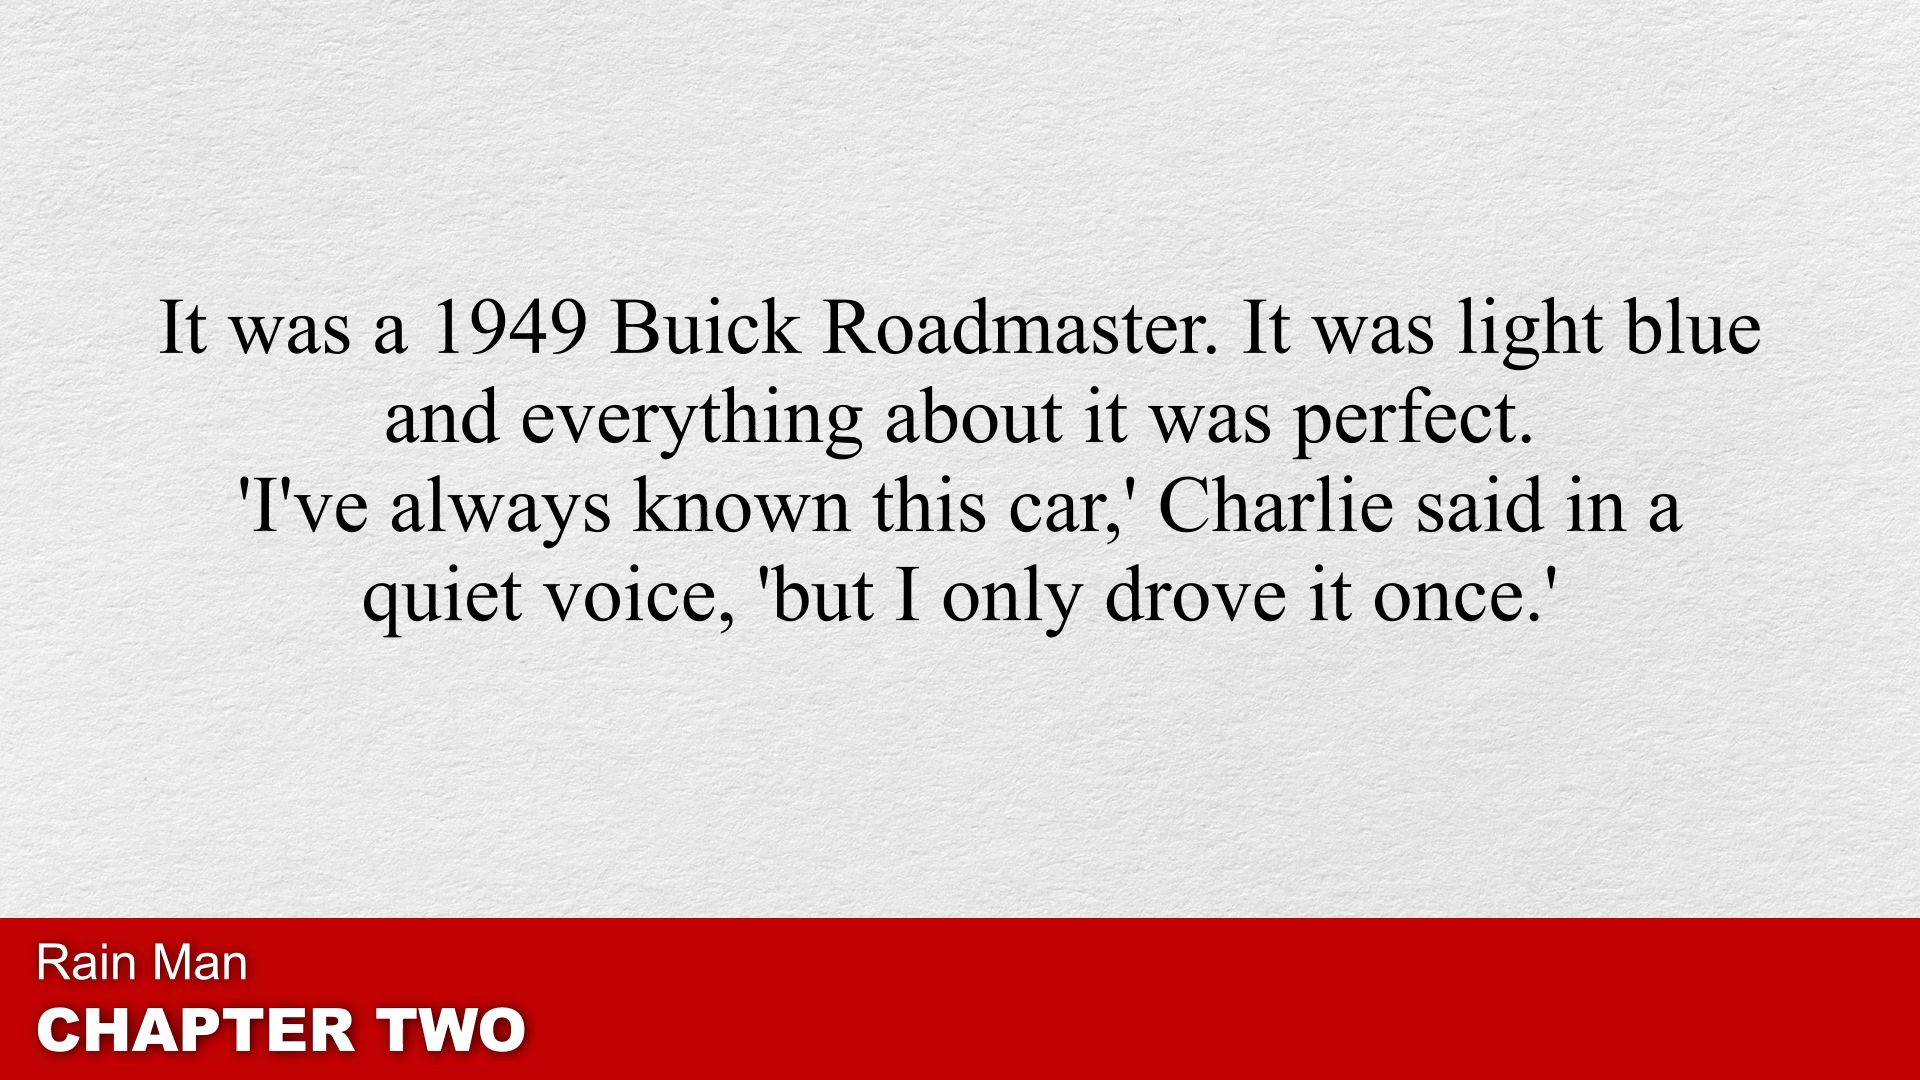 It was a 1949 Buick Roadmaster. It was light blue
and everything about it was perfect.
'I've always known this car,' Charlie said in a
quiet voice, 'but I only drove it once.'
Rain Man
CHAPTER TWO